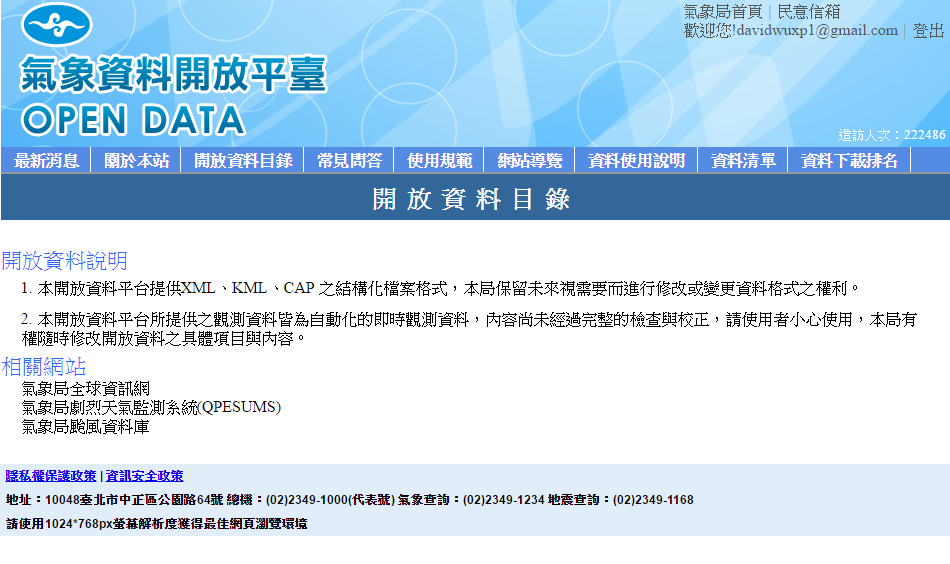 氣象局首頁 | 民意信箱
歡迎您!davidwuxp1@gmail.com | 登出
氣象資料開放平臺
OPEN DATA
造訪人次：222486
最新消息 關於本站 開放資料目錄 常見問答 使用規範 網站導覽 資料使用說明 資料清單 資料下載排名
開放資料目錄
開放資料說明
1. 本開放資料平台提供XML、KML、CAP 之結構化檔案格式，本局保留未來視需要而進行修改或變更資料格式之權利。
2. 本開放資料平台所提供之觀測資料皆為自動化的即時觀測資料，內容尚未經過完整的檢查與校正，請使用者小心使用，本局有
權隨時修改開放資料之具體項目與內容。
相關網站
氣象局全球資訊網
氣象局劇烈天氣監測系統(QPESUMS)
氣象局颱風資料庫
隱私權保護政策 | 資訊安全政策
地址：10048臺北市中正區公園路64號 總機：(02)2349-1000(代表號) 氣象查詢：(02)2349-1234 地震查詢：(02)2349-1168
請使用1024*768px螢幕解析度獲得最佳網頁瀏覽環境